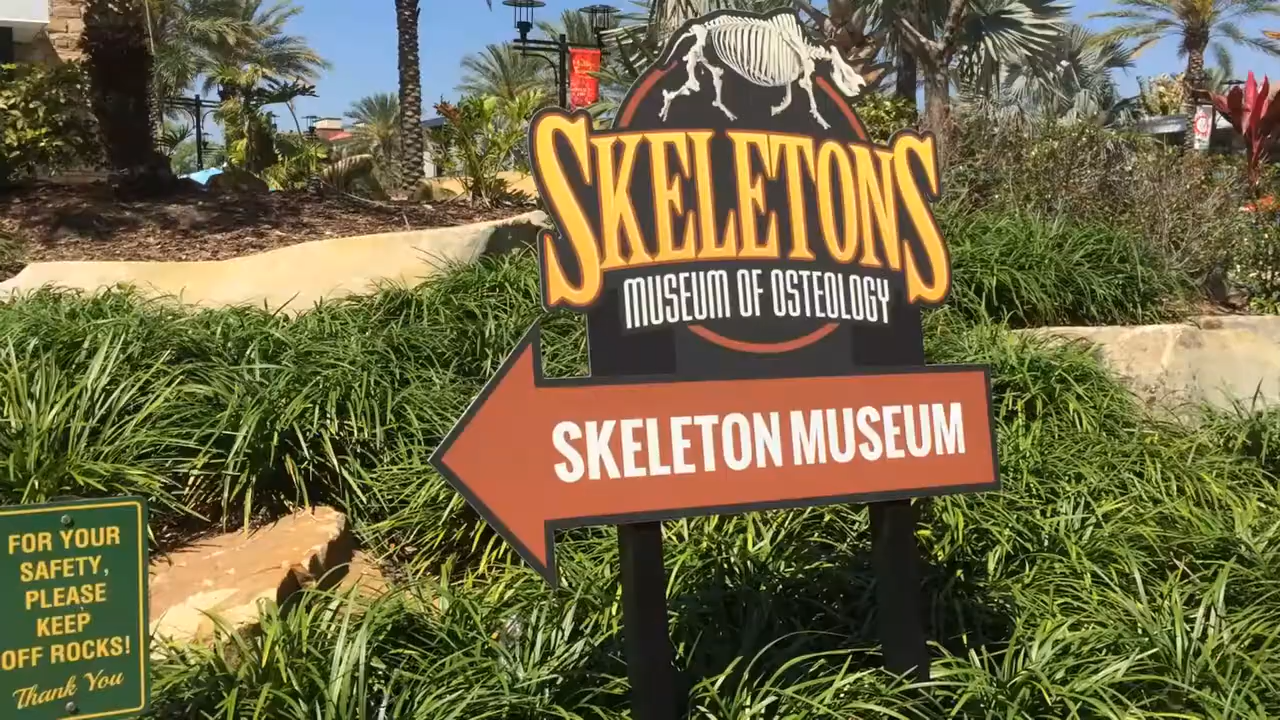 SKELETONS
MUSEUM OF OSTEOLOGY
SKELETON MUSEUM
FOR YOUR
SAFETY,
PLEASE
KEEP
OFF ROCKS!
Thank You